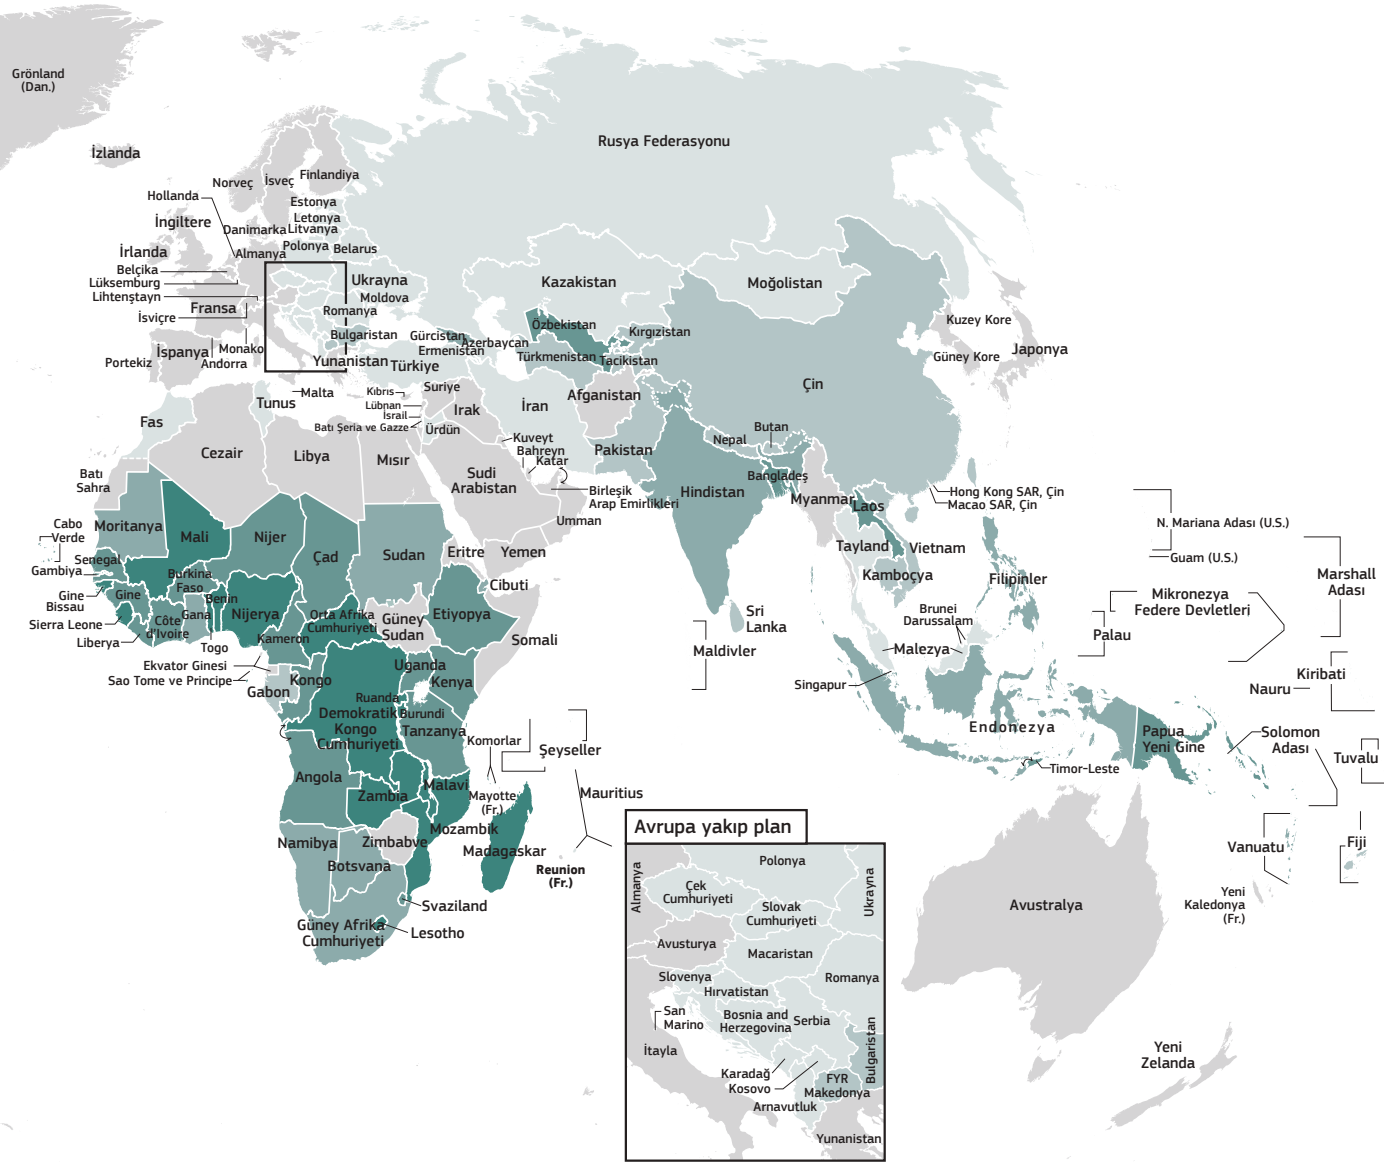 Grönland
(Dan.)
İzlanda
Rusya Federasyonu
Norveç
İsveç
Finlandiya
Hollanda
Estonya
İngiltere
Letonya
Danimarka
Litvanya
Polonya
Belarus
İrlanda
Almanya
Belçika
Lüksemburg
Ukrayna
Lihtenştayn
Moldova
Fransa
Romanya
İsviçre
Kazakistan
Moğolistan
Bulgaristan
Gürcistan
Azerbaycan
Ermenistan
Özbekistan
Kırgızistan
Kuzey Kore
Güney Kore
Japonya
Portekiz
İspanya
Monako
Andorra
Yunanistan
Türkiye
Türkmenistan
Tacikistan
Çin
Tunus
Malta
Kıbrıs
Suriye
Lübnan
İsrail
Batı Şeria ve Gazze
Irak
Ürdün
İran
Afganistan
Fas
Cezair
Libya
Mısır
Kuveyt
Bahreyn
Katar
Pakistan
Nepal
Butan
Batı
Sahra
Sudi
Arabistan
Birleşik
Arap Emirlikleri
Umman
Hindistan
Bangladeş
Myanmar
Laos
Hong Kong SAR, Çin
Macao SAR, Çin
Cabo
Verde
Moritanya
Mali
Nijer
Çad
Sudan
Eritre
Yemen
Tayland
Vietnam
Kamboçya
Filipinler
N. Mariana Adası (U.S.)
Guam (U.S.)
Marshall
Adası
Senegal
Gambiya
Gine
Bissau
Gine
Burkina
Faso
Benin
Nijerya
Gana
Côte
d'Ivoire
Sierra Leone
Liberya
Togo
Orta Afrika
Cumhuriyeti
Kameron
Güney
Sudan
Etiyopya
Cibuti
Somali
Sri
Lanka
Maldivler
Brunei
Darussalam
Malezya
Singapur
Mikronezya
Federe Devletleri
Palau
Kiribati
Nauru
Ekvator Ginesi
Sao Tome ve Principe
Gabon
Kongo
Uganda
Kenya
Ruanda
Burundi
Demokratik
Kongo
Cumhuriyeti
Tanzanya
Komorlar
Şeyseller
Endonezya
Timor-Leste
Papua
Yeni Gine
Solomon
Adası
Tuvalu
Angola
Zambia
Malavi
Mayotte
(Fr.)
Mauritius
Mozambik
Namibya
Zimbabve
Botsvana
Madagaskar
Reunion
(Fr.)
Svaziland
Güney Afrika
Cumhuriyeti
Lesotho
Vanuatu
Fiji
Yeni
Kaledonya
(Fr.)
Avustralya
Yeni
Zelanda
Avrupa yakıp plan
Almanya
Polonya
Ukrayna
Çek
Cumhuriyeti
Slovak
Cumhuriyeti
Avusturya
Macaristan
Slovenya
Romanya
Hırvatistan
San
Marino
Bosnia and
Herzegovina
Serbia
İtayla
Bulgaristan
Karadağ
Kosovo
FYR
Makedonya
Arnavutluk
Yunanistan